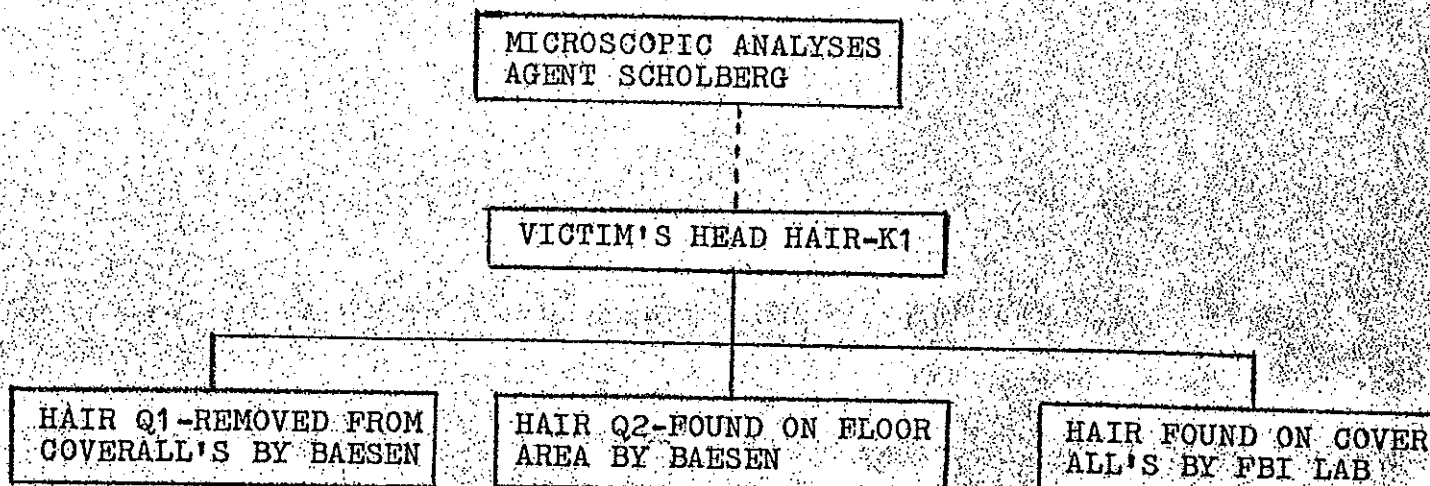 MICROSCOPIC ANALYSES
AGENT SCHOLBERG
VICTIM'S HEAD HAIR-K1
HAIR Q1-REMOVED FROM
COVERALL'S BY BAESEN
HAIR Q2-FOUND ON FLOOR
AREA BY BAESEN
HAIR FOUND ON COVER
ALL'S BY FBI LAB